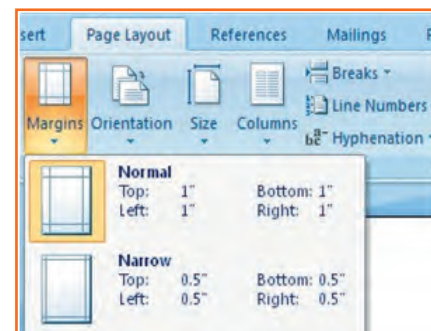 sert Page Layout References Mailings
Breaks
Line Numbers
Margins Orientation Size Columns
Hyphenation
Normal
Top: 1" Bottom: 1"
Left: 1" Right: 1"
Narrow
Top: 0.5" Bottom: 0.5"
Left: 0.5" Right: 0.5"